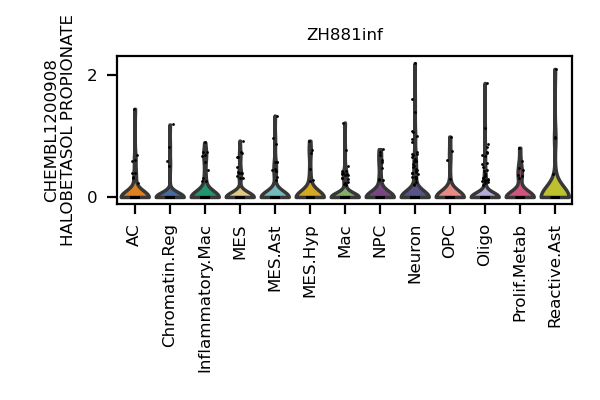 ZH881inf
CHEMBL1200908
HALOBETASOL PROPIONATE
2
0
AC
Chromatin.Reg
Inflammatory.Mac
MES
MES.Ast
MES.Hyp
Mac
NPC
Neuron
OPC
Oligo
Prolif.Metab
Reactive.Ast